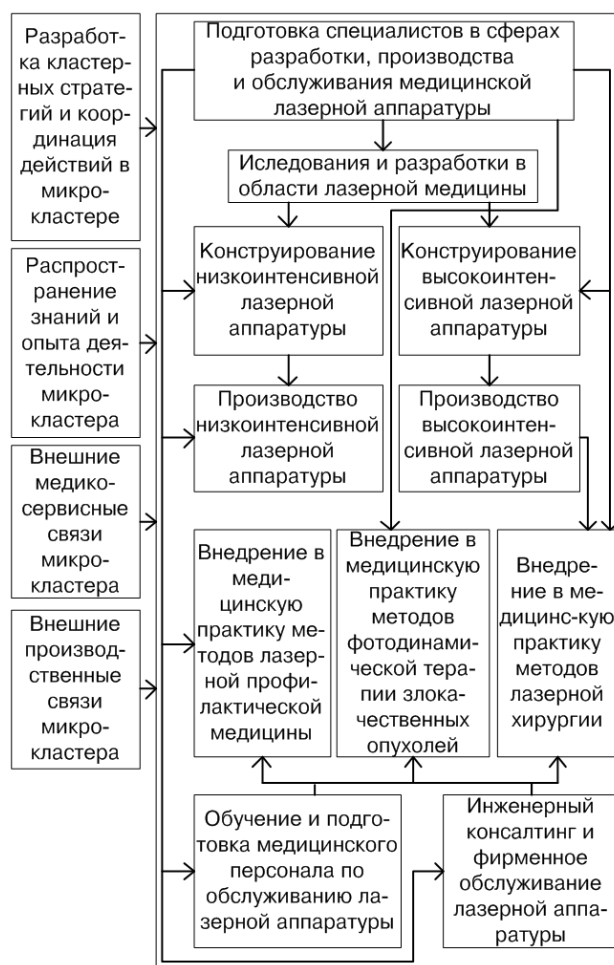 Разработ-
ка кластер-
ных страте-
гий и коор-
динация
действий в
микро-
кластере
Распрост-
ранение
знаний и
опыта дея-
тельности
микро-
кластера
Внешние
медико-
сервисные
связи
микро-
кластера
Внешние
производ-
ственные
связи
микро-
кластера
Подготовка специалистов в сферах
разработки, производства
и обслуживания медицинской
лазерной аппаратуры
Иследования и разработки в
области лазерной медицины
Конструирование
низкоинтенсивной
лазерной
аппаратуры
Конструирование
высокоинтен-
сивной лазерной
аппаратуры
Производство
низкоинтенсивной
лазерной
аппаратуры
Производство
высокоинтен-
сивной лазерной
аппаратуры
Внедрение в
меди-
цинскую
практику ме-
тодов лазер-
ной профи-
лактической
медицины
Внедрение в
медицинскую
практику
методов
фотодинами-
ческой тера-
пии злока-
чественных
опухолей
Внедре-
ние в ме-
дицинс-кую
практику
методов
лазерной
хирургии
Обучение и подго-
товка медицинского
персонала по
обслуживанию ла-
зерной аппаратуры
Инженерный
консалтинг и
фирменное
обслуживание
лазерной аппа-
ратуры